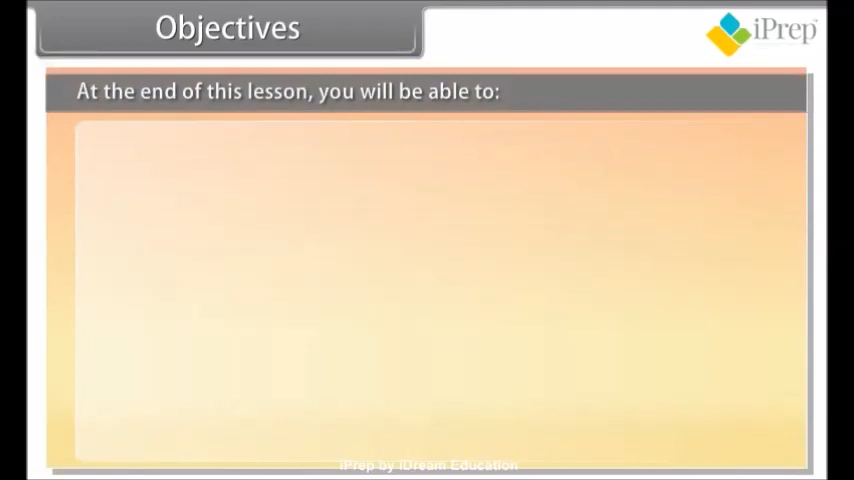 Objectives
iPrep
At the end of this lesson, you will be able to:
iPrep by iDream Education